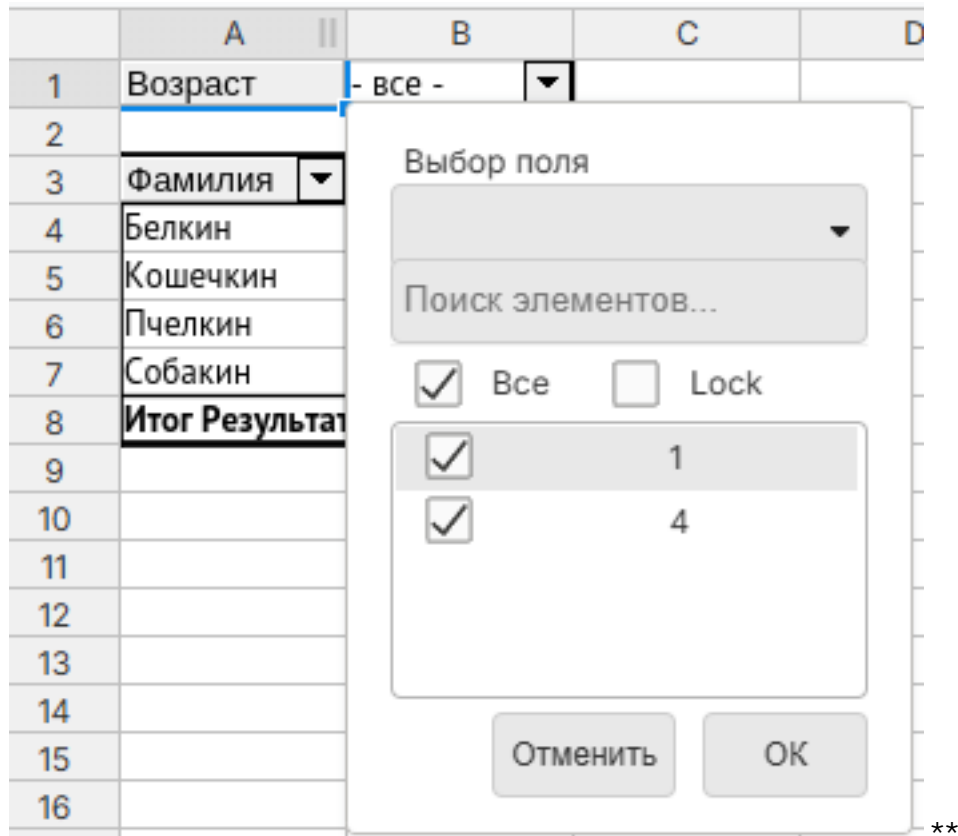 A B C D
1 Возраст - все -
2
Выбор поля
3 Фамилия
4 Белкин
5 Кошечкин
Поиск элементов...
6 Пчелкин
7 Собакин
Все Lock
8 Итог Результат
1
9
10
4
11
12
13
14
15
Отменить ОК
16
**